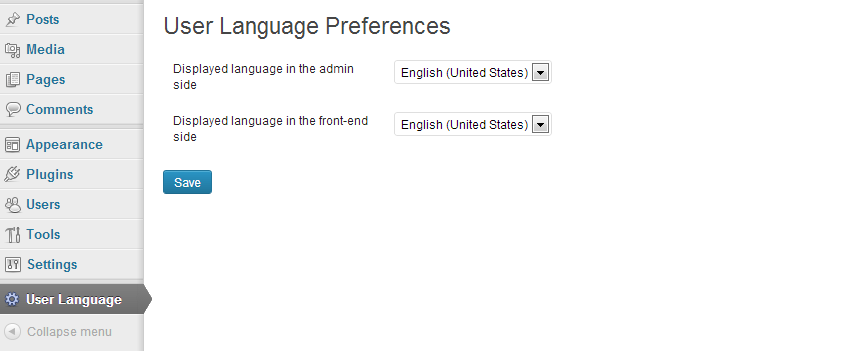 Posts
Media
Pages
Comments
Appearance
Plugins
Users
Tools
Settings
User Language
Collapse menu
User Language Preferences
Displayed language in the admin
side
English (United States)
Displayed language in the front-end
side
English (United States)
Save